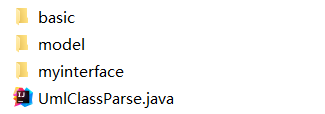 basic
model
myinterface
UmlClassParse.java